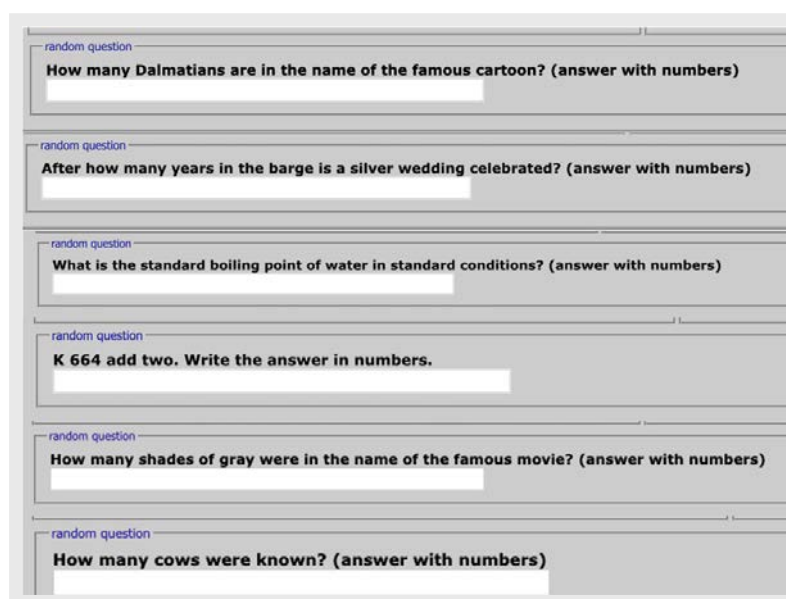 random question
How many Dalmatians are in the name of the famous cartoon? (answer with numbers)
random question
After how many years in the barge is a silver wedding celebrated? (answer with numbers)
random question
What is the standard boiling point of water in standard conditions? (answer with numbers)
random question
K 664 add two. Write the answer in numbers.
random question
How many shades of gray were in the name of the famous movie? (answer with numbers)
random question
How many cows were known? (answer with numbers)